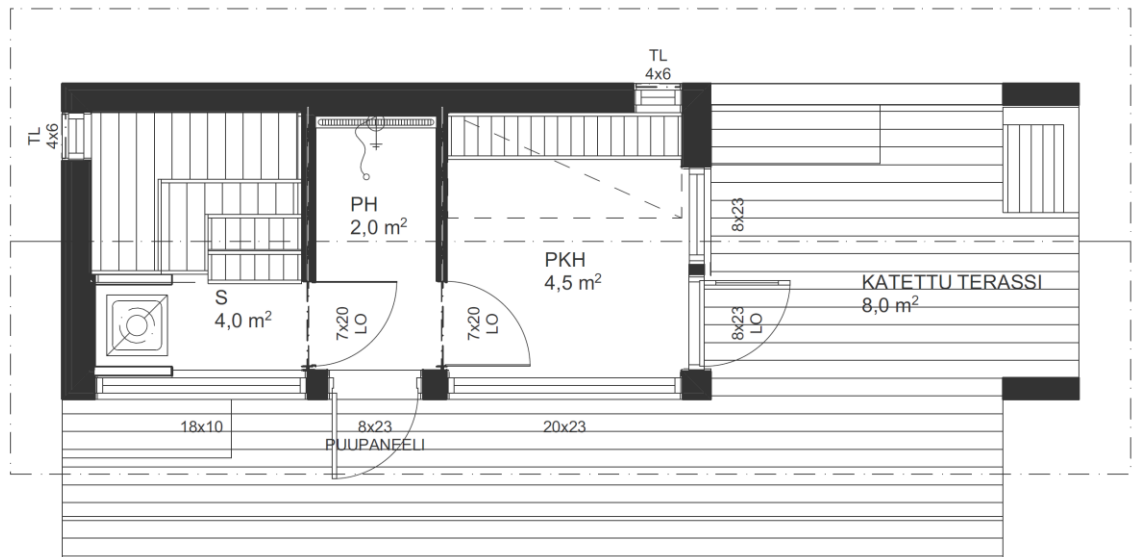 TL
4x6
TL
4x6
PH
2,0 m²
PKH
4,5 m²
S
4,0 m²
7x20
LO
7x20
LO
8x23
8x23
LO
KATETTU TERASSI
8,0 m²
18x10
8x23
PUUPANEELI
20x23